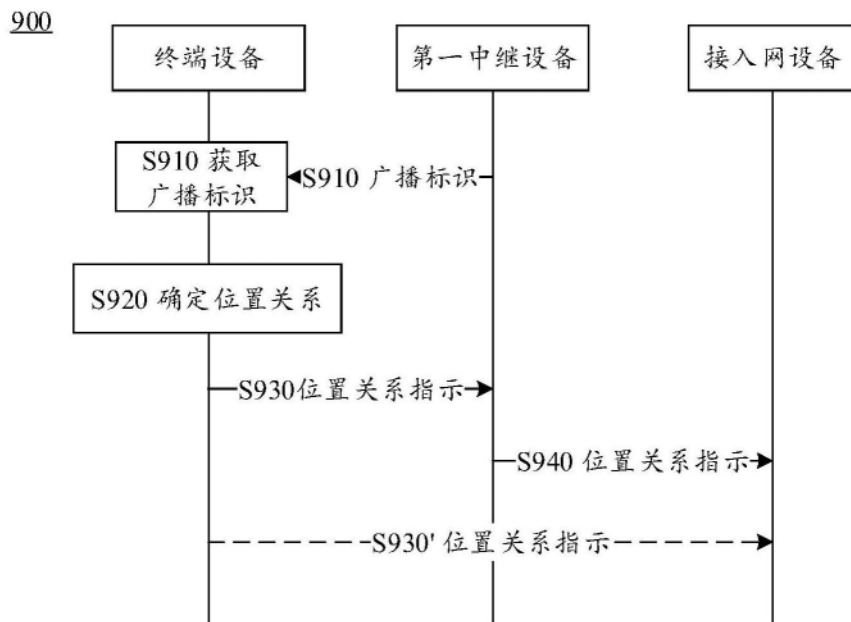 900
终端设备
第一中继设备
接入网设备
S910 获取
广播标识
S910 广播标识
S920 确定位置关系
S930位置关系指示
S940 位置关系指示
S930' 位置关系指示